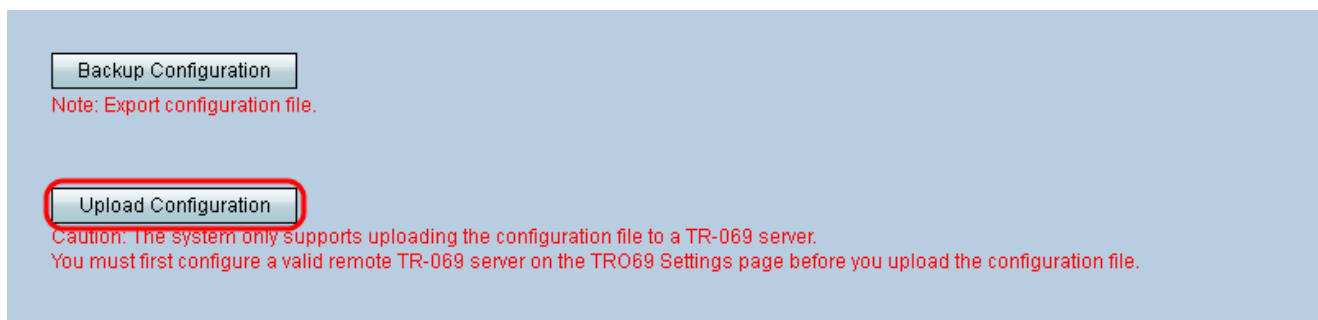 Backup Configuration
Note: Export configuration file.
Upload Configuration
Caution: The system only supports uploading the configuration file to a TR-069 server.
You must first configure a valid remote TR-069 server on the TRO69 Settings page before you upload the configuration file.